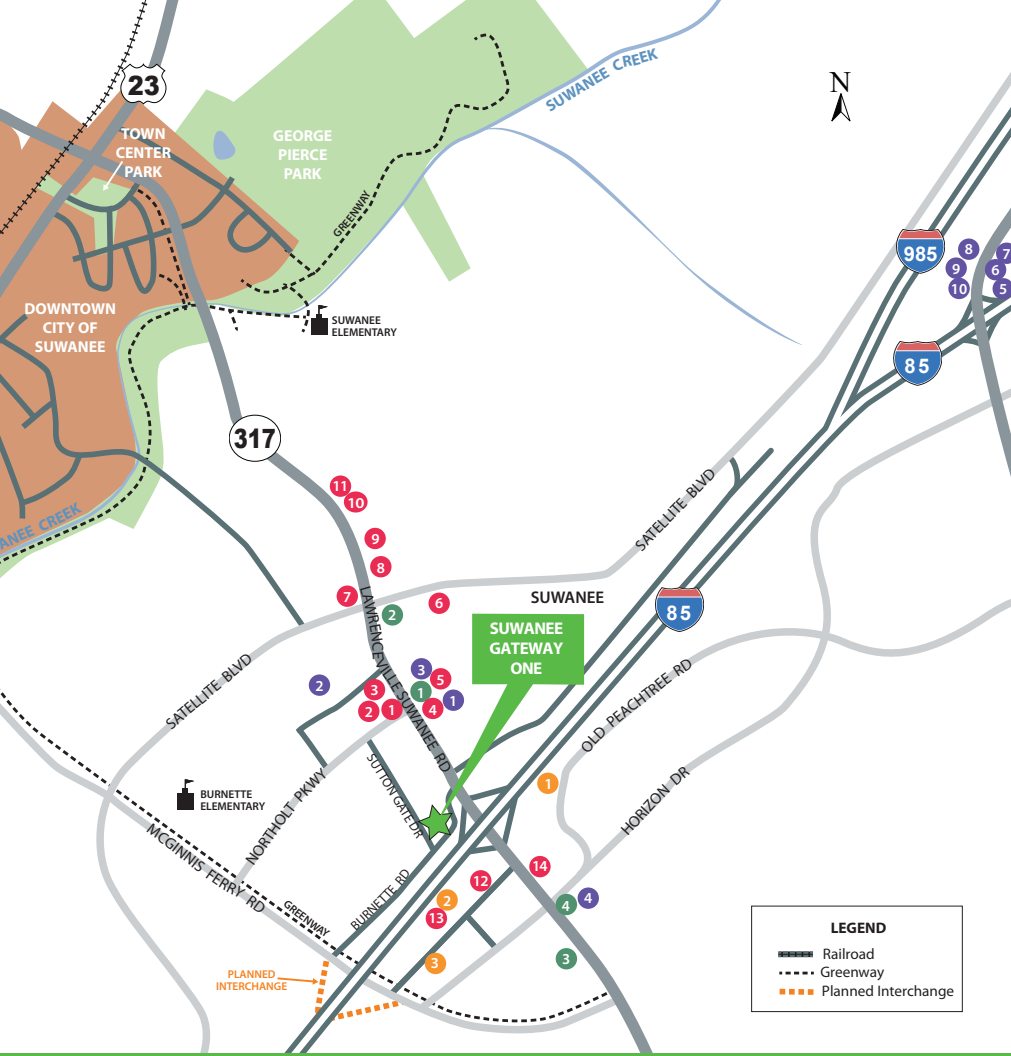 23
TOWN
CENTER
PARK
GEORGE
PIERCE
PARK
SUWANEE CREEK
N
GREENWAY
985
8
7
9
6
10
5
DOWNTOWN
CITY OF
SUWANEE
SUWANEE
ELEMENTARY
85
317
11
10
9
8
7
6
2
SATELLITE BLVD
ANEE CREEK
SUWANEE
85
SUWANEE
GATEWAY
ONE
LAWRENCEVILLE SUWANEE RD
SATELLITE BLVD
2
3
5
3
1
1
2
1
4
OLD PEACHTREE RD
SUTTON GATE DR
1
BURNETTE
ELEMENTARY
NORTHOLT PKWY
HORIZON DR
MCGINNIS FERRY RD
14
12
2
13
4
4
BURNETTE RD
GREENWAY
3
3
PLANNED
INTERCHANGE
LEGEND
Railroad
Greenway
Planned Interchange